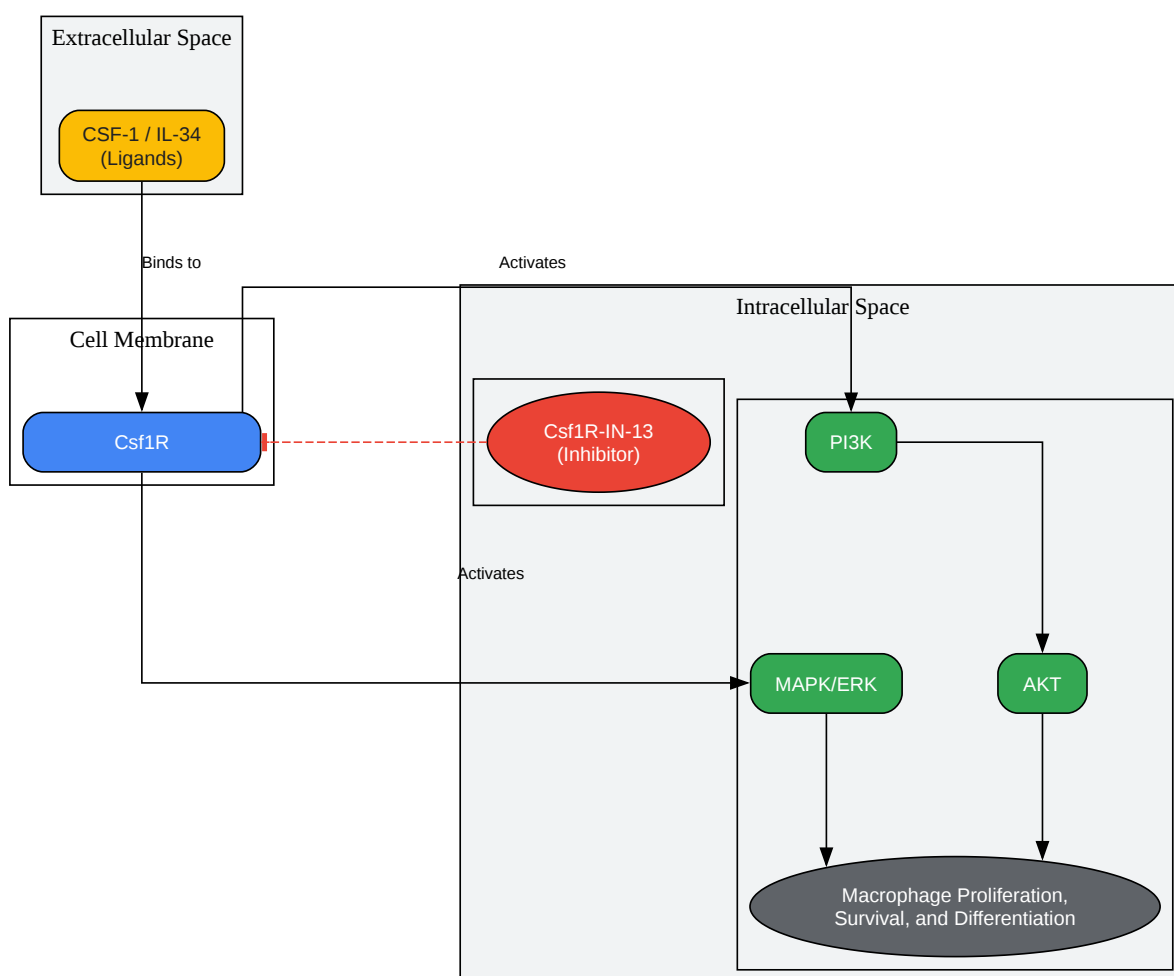 Extracellular Space
CSF-1 / IL-34
(Ligands)
Binds to
Activates
Intracellular Space
Cell Membrane
Csf1R
Csf1R-IN-13
(Inhibitor)
PI3K
Activates
MAPK/ERK
AKT
Macrophage Proliferation,
Survival, and Differentiation